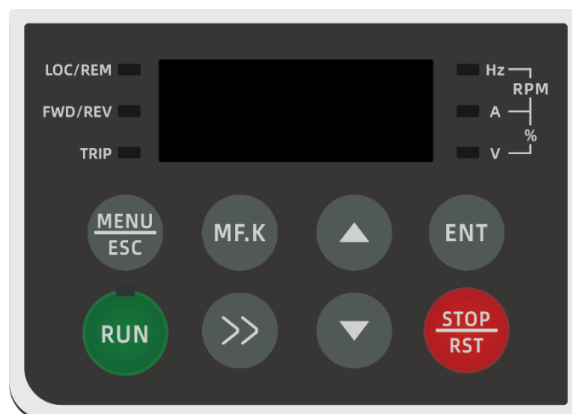 LOC/REM
Hz
RPM
FWD/REV
A
%
TRIP
V
MENU
ESC
MF.K
ENT
RUN
>>
STOP
RST